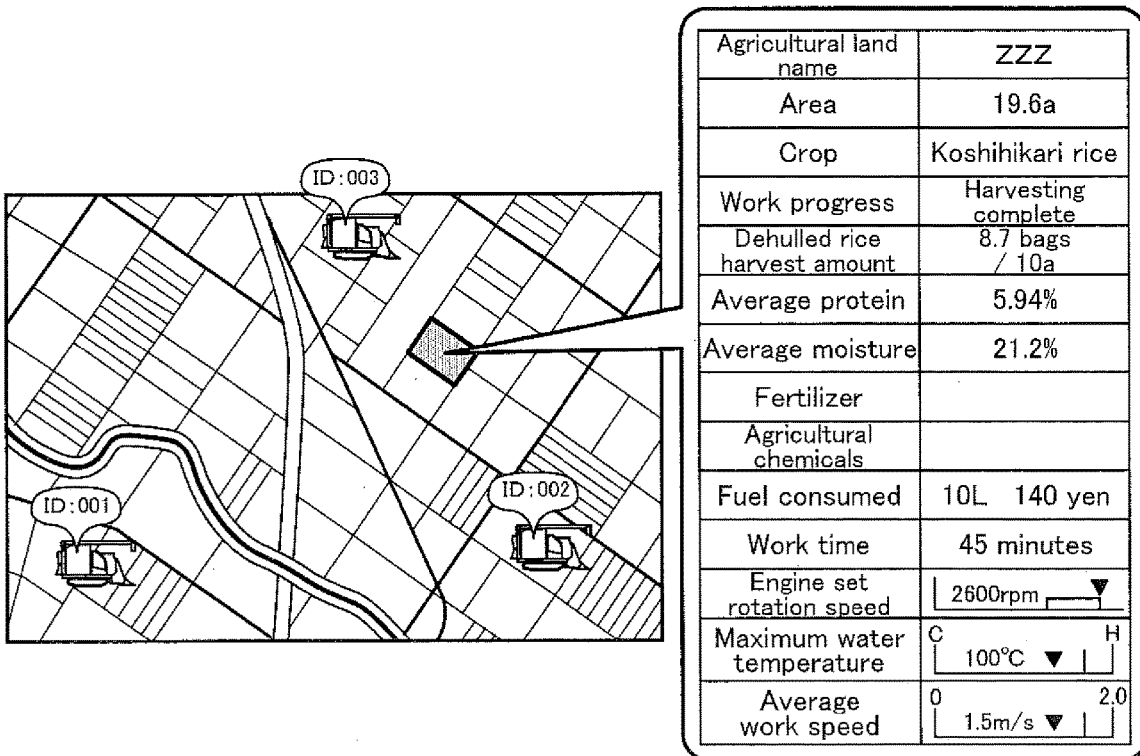 ID:003
ID:002
ID:001
Agricultural land
name
ZZZ
Area
19.6a
Crop
Koshihikari rice
Work progress
Harvesting
complete
Dehulled rice
harvest amount
8.7 bags
/ 10a
Average protein
5.94%
Average moisture
21.2%
Fertilizer
Agricultural
chemicals
Fuel consumed
10L 140 yen
Work time
45 minutes
Engine set
rotation speed
2600rpm
Maximum water
temperature
C H
100°C
Average
work speed
0 2.0
1.5m/s